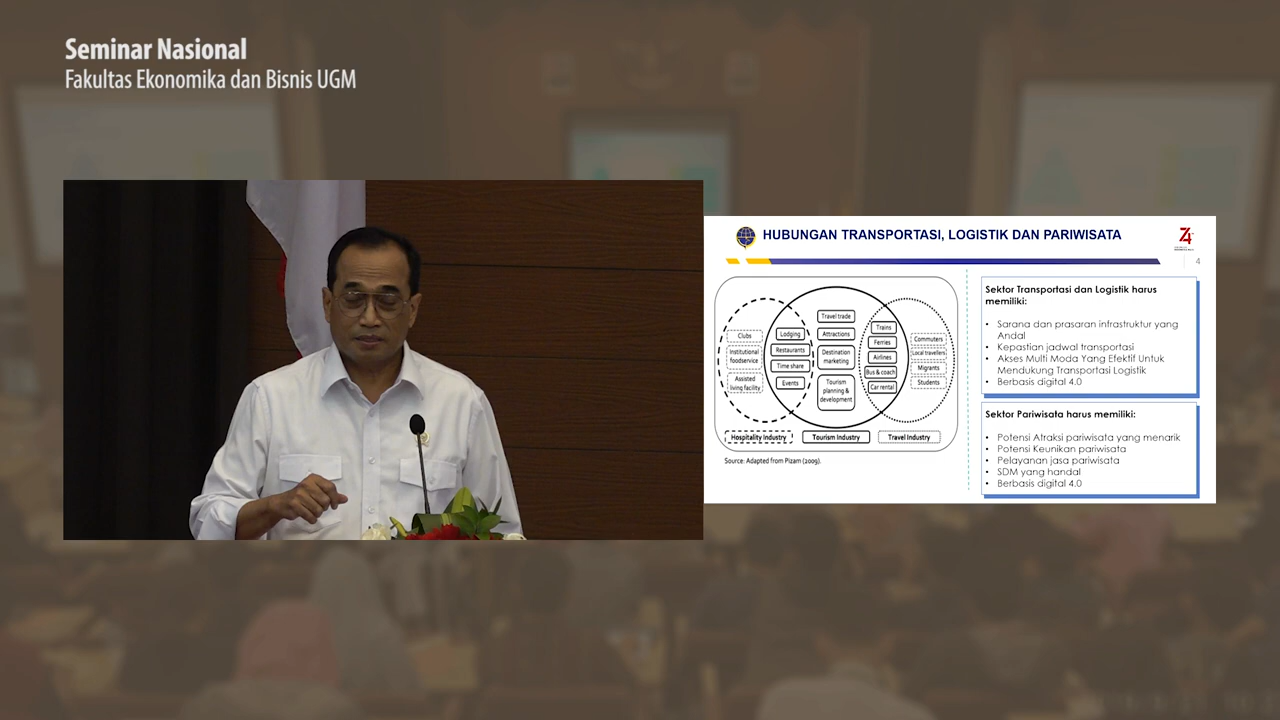 Seminar Nasional
Fakultas Ekonomika dan Bisnis UGM
HUBUNGAN TRANSPORTASI, LOGISTIK DAN PARIWISATA
4
Clubs
Institutional
foodservice
Assisted
living facility
Lodging
Restaurants
Time share
Events
Travel trade
Attractions
Destination
marketing
Tourism
planning &
development
Trains
Ferries
Airlines
Bus & coach
Car rental
Commuters
Local travellers
Migrants
Students
Hospitality Industry
Tourism Industry
Travel Industry
Source: Adapted from Pizam (2009).
Sektor Transportasi dan Logistik harus
memiliki:
• Sarana dan prasaran infrastruktur yang
Andal
• Kepastian jadwal transportasi
• Akses Multi Moda Yang Efektif Untuk
Mendukung Transportasi Logistik
• Berbasis digital 4.0
Sektor Pariwisata harus memiliki:
• Potensi Atraksi pariwisata yang menarik
• Potensi Keunikan pariwisata
• Pelayanan jasa pariwisata
• SDM yang handal
• Berbasis digital 4.0